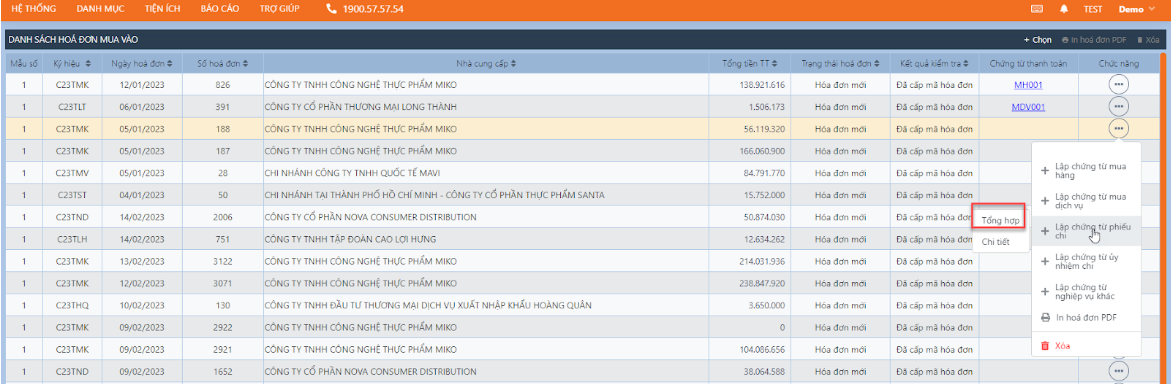 HỆ THỐNG DANH MỤC TIỆN ÍCH BÁO CÁO TRỢ GIÚP 1900.57.57.54 TEST Demo
DANH SÁCH HOÁ ĐƠN MUA VÀO + Chọn In hoá đơn PDF Xóa
Mẫu số Ký hiệu Ngày hoá đơn Số hoá đơn Nhà cung cấp Tổng tiền TT Trạng thái hoá đơn Kết quả kiểm tra Chứng từ thanh toán Chức năng
1 C23TMK 12/01/2023 826 CÔNG TY TNHH CÔNG NGHỆ THỰC PHẨM MIKO 138.921.616 Hóa đơn mới Đã cấp mã hóa đơn MH001
1 C23TLT 06/01/2023 391 CÔNG TY CỔ PHẦN THƯƠNG MẠI LONG THÀNH 1.506.173 Hóa đơn mới Đã cấp mã hóa đơn MDV001
1 C23TMK 05/01/2023 188 CÔNG TY TNHH CÔNG NGHỆ THỰC PHẨM MIKO 56.119.320 Hóa đơn mới Đã cấp mã hóa đơn
1 C23TMK 05/01/2023 187 CÔNG TY TNHH CÔNG NGHỆ THỰC PHẨM MIKO 166.060.900 Hóa đơn mới Đã cấp mã hóa đơn
1 C23TMV 05/01/2023 28 CHI NHÁNH CÔNG TY TNHH QUỐC TẾ MAVI 84.791.770 Hóa đơn mới Đã cấp mã hóa đơn
1 C23TST 04/01/2023 50 CHI NHÁNH TẠI THÀNH PHỐ HỒ CHÍ MINH - CÔNG TY CỔ PHẦN THỰC PHẨM SANTA 15.752.000 Hóa đơn mới Đã cấp mã hóa đơn
1 C23TND 14/02/2023 2006 CÔNG TY CỔ PHẦN NOVA CONSUMER DISTRIBUTION 50.874.030 Hóa đơn mới Đã cấp mã hóa đơn
1 C23TLH 14/02/2023 751 CÔNG TY TNHH TẬP ĐOÀN CAO LỢI HƯNG 12.634.262 Hóa đơn mới Đã cấp mã hóa đơn
1 C23TMK 13/02/2023 3122 CÔNG TY TNHH CÔNG NGHỆ THỰC PHẨM MIKO 214.031.936 Hóa đơn mới Đã cấp mã hóa đơn
1 C23TMK 12/02/2023 3071 CÔNG TY TNHH CÔNG NGHỆ THỰC PHẨM MIKO 238.847.920 Hóa đơn mới Đã cấp mã hóa đơn
1 C23THQ 10/02/2023 130 CÔNG TY TNHH ĐẦU TƯ THƯƠNG MẠI DỊCH VỤ XUẤT NHẬP KHẨU HOÀNG QUÂN 3.650.000 Hóa đơn mới Đã cấp mã hóa đơn
1 C23TMK 09/02/2023 2922 CÔNG TY TNHH CÔNG NGHỆ THỰC PHẨM MIKO 0 Hóa đơn mới Đã cấp mã hóa đơn
1 C23TMK 09/02/2023 2921 CÔNG TY TNHH CÔNG NGHỆ THỰC PHẨM MIKO 104.086.656 Hóa đơn mới Đã cấp mã hóa đơn
1 C23TND 09/02/2023 1652 CÔNG TY CỔ PHẦN NOVA CONSUMER DISTRIBUTION 38.064.588 Hóa đơn mới Đã cấp mã hóa đơn
Tổng hợp
Chi tiết
+ Lập chứng từ mua
hàng
+ Lập chứng từ mua
dịch vụ
+ Lập chứng từ phiếu
chi
+ Lập chứng từ ủy
nhiệm chi
+ Lập chứng từ
nghiệp vụ khác
In hoá đơn PDF
Xóa